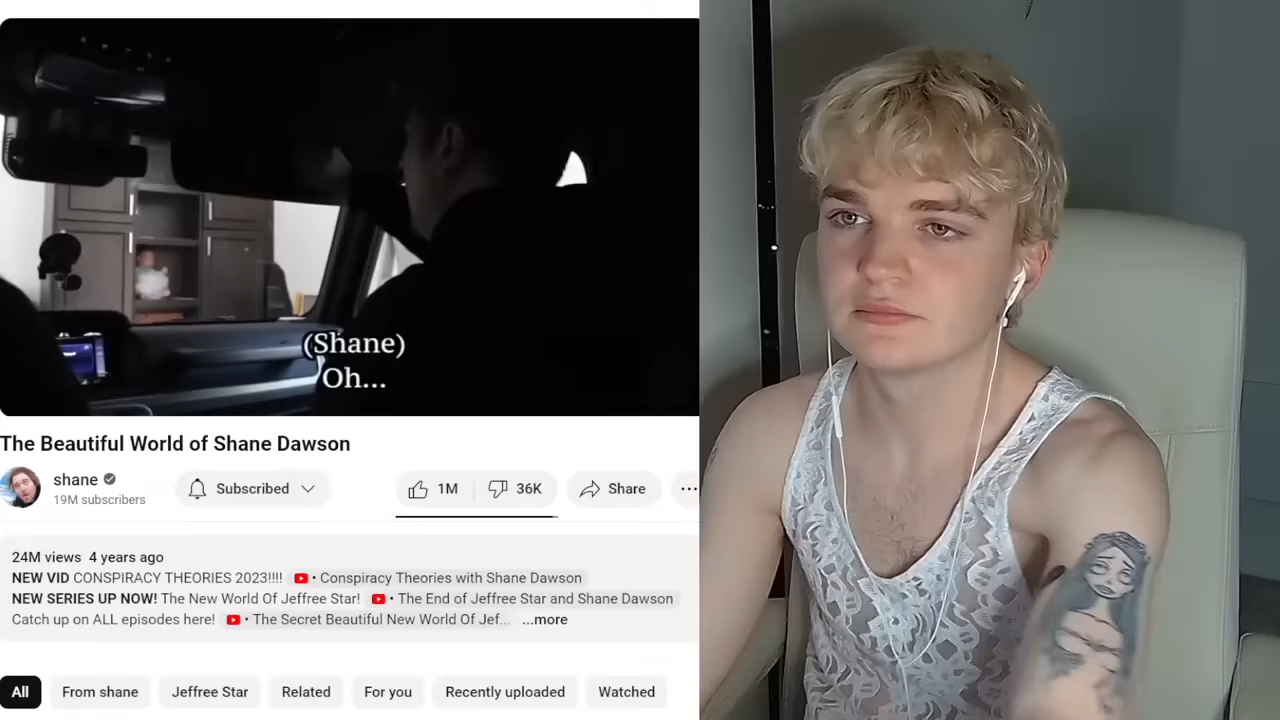 (Shane)
Oh...
The Beautiful World of Shane Dawson
shane
19M subscribers
Subscribed
1M
36K
Share
...
24M views 4 years ago
NEW VID CONSPIRACY THEORIES 2023!!!! • Conspiracy Theories with Shane Dawson
NEW SERIES UP NOW! The New World Of Jeffree Star! • The End of Jeffree Star and Shane Dawson
Catch up on ALL episodes here! • The Secret Beautiful New World Of Jef... ...more
All
From shane
Jeffree Star
Related
For you
Recently uploaded
Watched